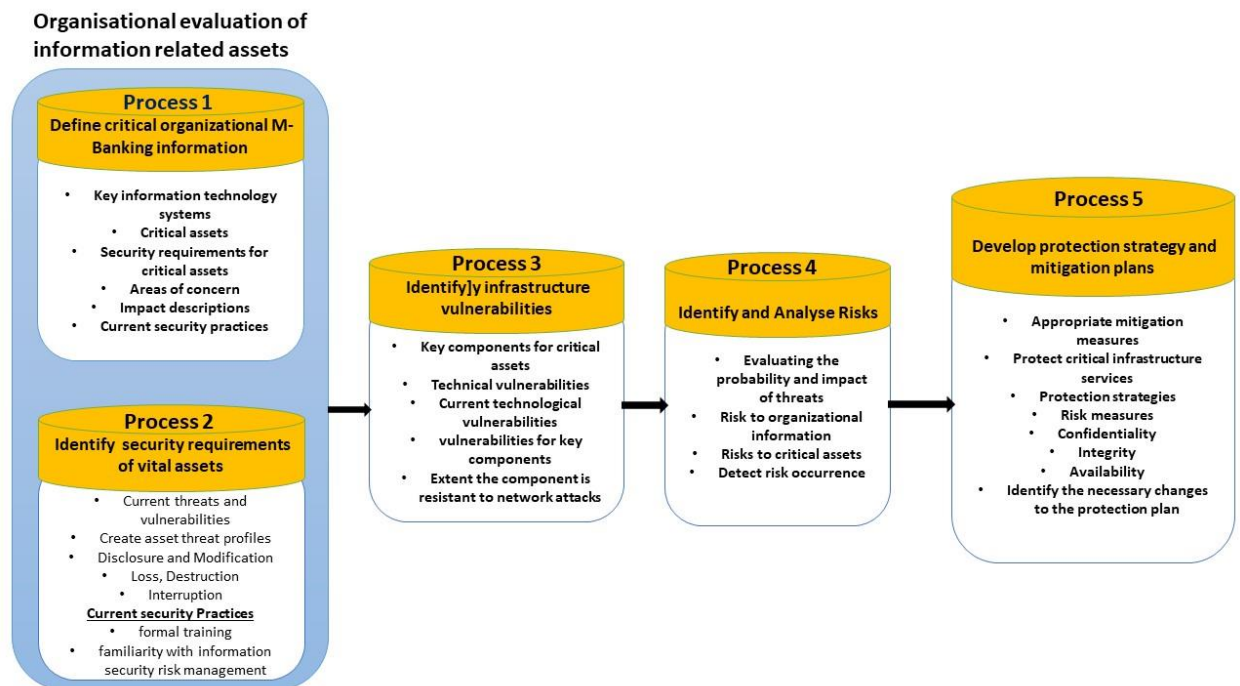 Organisational evaluation of
information related assets
Process 1
Define critical organizational M-
Banking information
• Key information technology
systems
• Critical assets
• Security requirements for
critical assets
• Areas of concern
• Impact descriptions
• Current security practices
Process 2
Identify security requirements
of vital assets
• Current threats and
vulnerabilities
• Create asset threat profiles
• Disclosure and Modification
• Loss, Destruction
• Interruption
Current security Practices
• formal training
• familiarity with information
security risk management
Process 3
Identify]y infrastructure
vulnerabilities
• Key components for critical
assets
• Technical vulnerabilities
• Current technological
vulnerabilities
• vulnerabilities for key
components
• Extent the component is
resistant to network attacks
Process 4
Identify and Analyse Risks
• Evaluating the
probability and impact
of threats
• Risk to organizational
information
• Risks to critical assets
• Detect risk occurrence
Process 5
Develop protection strategy and
mitigation plans
• Appropriate mitigation
measures
• Protect critical infrastructure
services
• Protection strategies
• Risk measures
• Confidentiality
• Integrity
• Availability
• Identify the necessary changes
to the protection plan